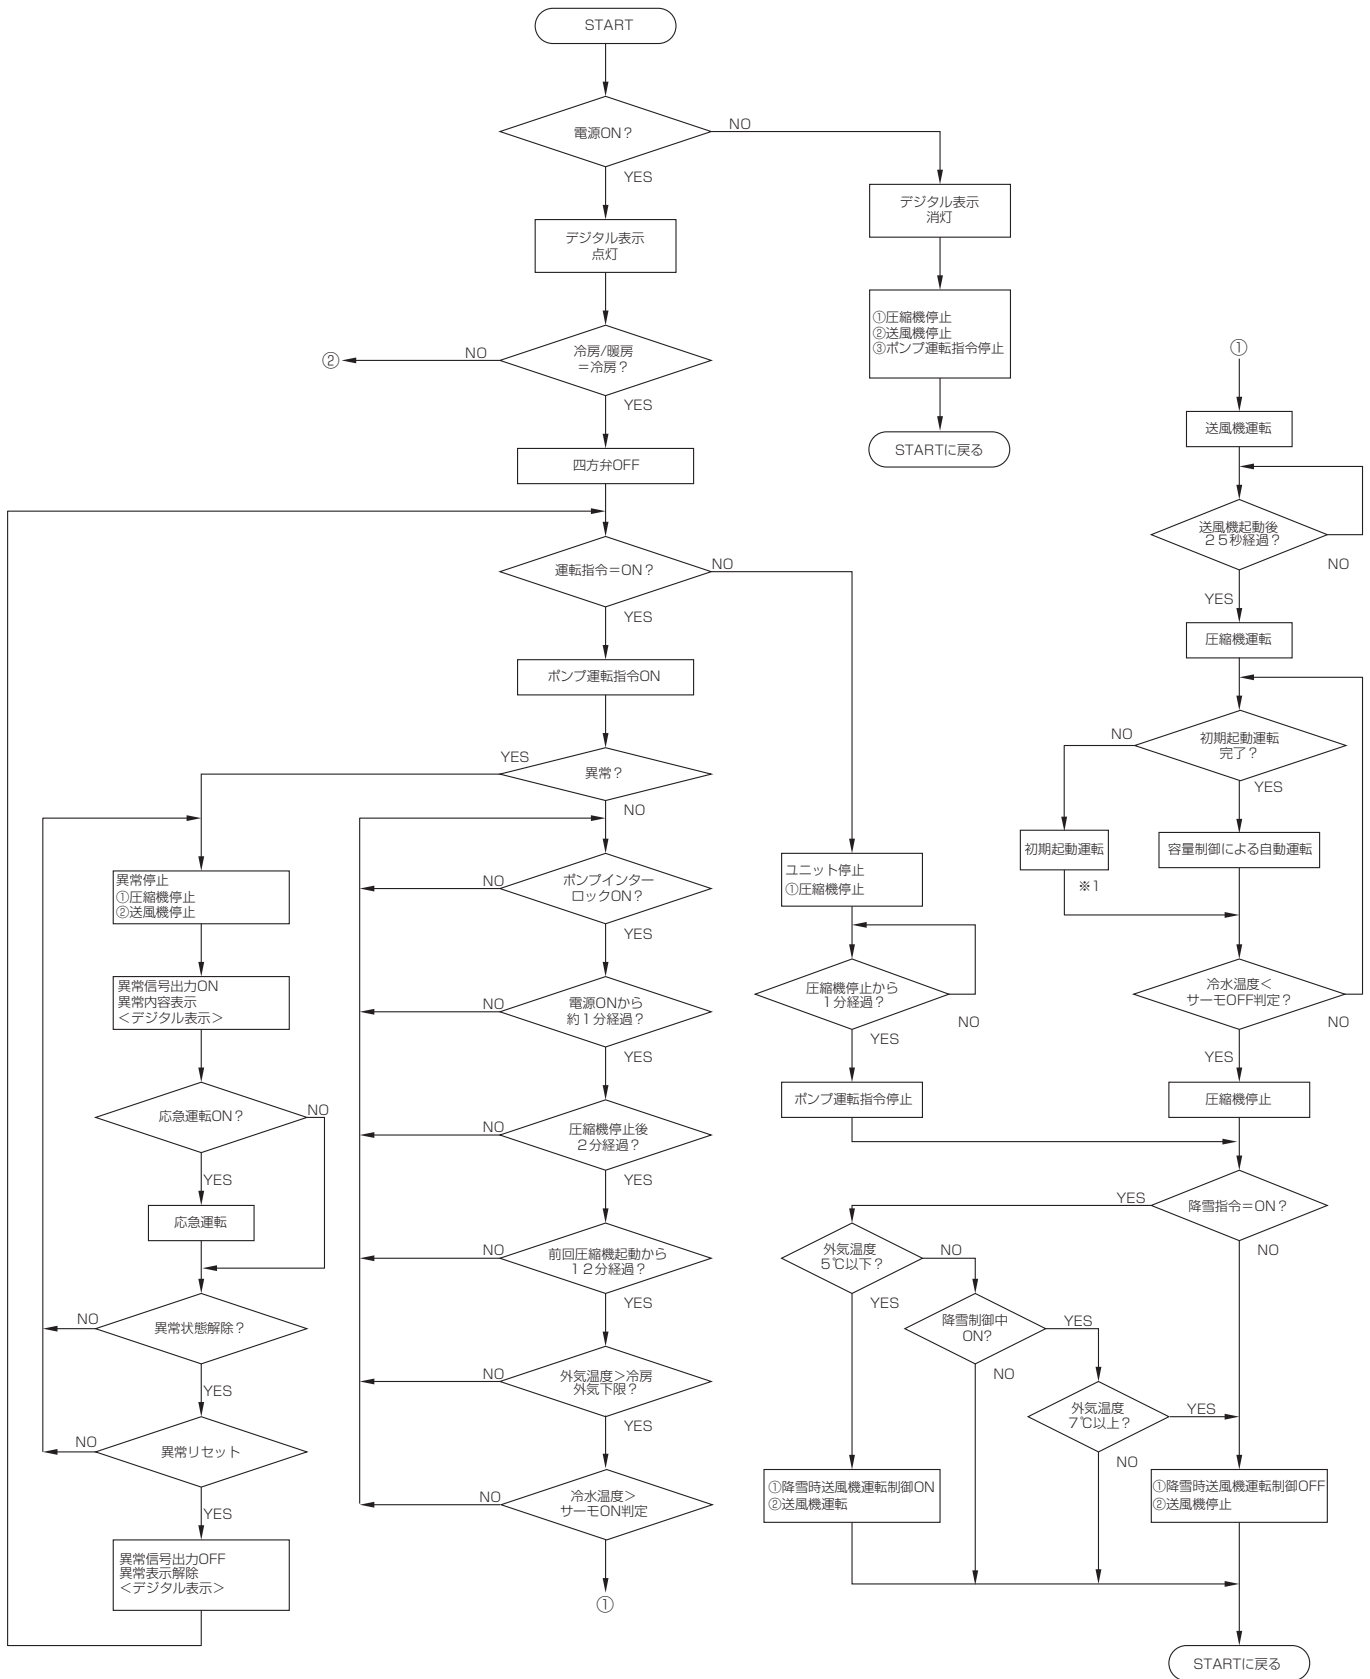 START
電源ON？
NO
YES
デジタル表示
消灯
デジタル表示
点灯
①圧縮機停止
②送風機停止
③ポンプ運転指令停止
冷房/暖房
＝冷房？
NO
②
YES
STARTに戻る
四方弁OFF
運転指令＝ON？
NO
YES
ポンプ運転指令ON
異常？
YES
NO
異常停止
①圧縮機停止
②送風機停止
異常信号出力ON
異常内容表示
＜デジタル表示＞
応急運転ON？
NO
YES
応急運転
異常状態解除？
NO
YES
異常リセット
NO
YES
異常信号出力OFF
異常表示解除
＜デジタル表示＞
ポンプインター
ロックON？
NO
YES
電源ONから
約１分経過？
NO
YES
圧縮機停止後
２分経過？
NO
YES
前回圧縮機起動から
１２分経過？
NO
YES
外気温度＞冷房
外気下限？
NO
YES
冷水温度＞
サーモON判定
NO
①
ユニット停止
①圧縮機停止
圧縮機停止から
１分経過？
NO
YES
ポンプ運転指令停止
①
送風機運転
送風機起動後
２５秒経過？
NO
YES
圧縮機運転
初期起動運転
完了？
NO
YES
初期起動運転
※1
容量制御による自動運転
冷水温度＜
サーモOFF判定？
NO
YES
圧縮機停止
降雪指令＝ON？
YES
NO
外気温度
５℃以下？
NO
YES
降雪制御中
ON?
YES
NO
外気温度
７℃以上？
YES
NO
①降雪時送風機運転制御ON
②送風機運転
①降雪時送風機運転制御OFF
②送風機停止
STARTに戻る